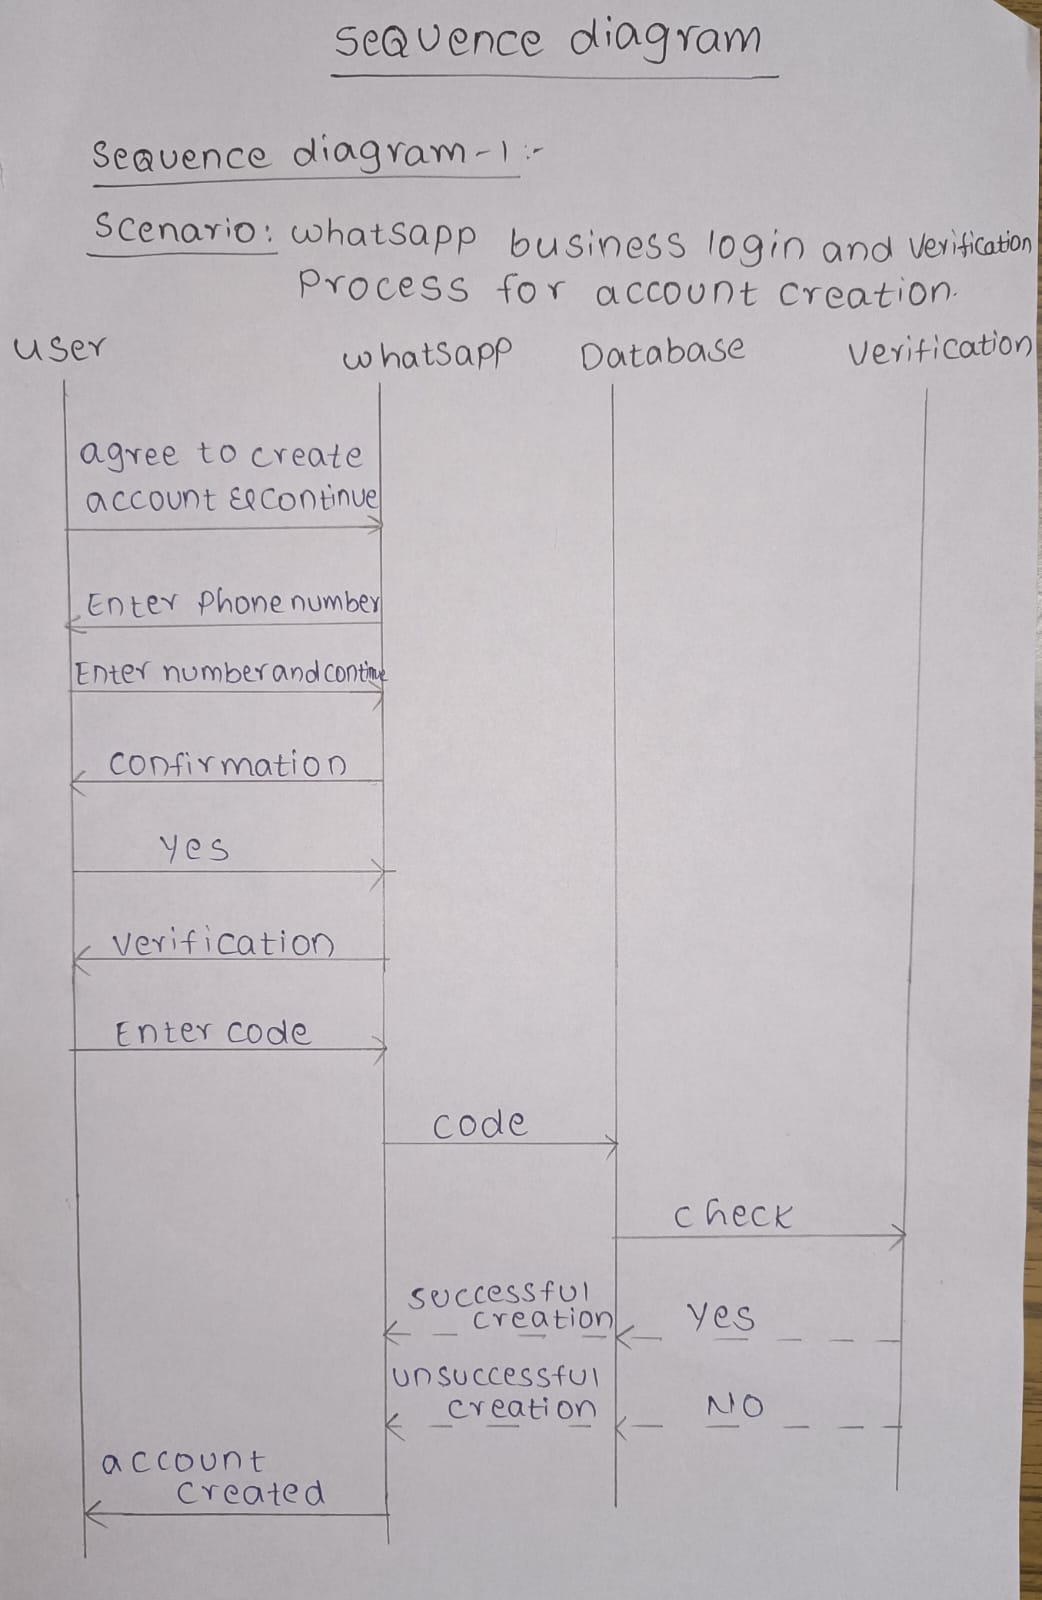 sequence diagram
sequence diagram-1:-
Scenario: whatsapp business login and verification
Process for account creation.
user whatsapp Database verification
agree to create
account & continue
Enter Phone number
Enter number and continue
confirmation
yes
verification
Enter code
code
check
successful
creation yes
unsuccessful
creation NO
account
created